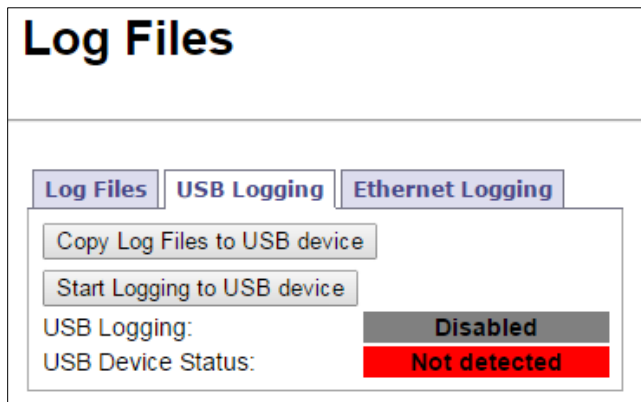 Log Files
Log Files USB Logging Ethernet Logging
Copy Log Files to USB device
Start Logging to USB device
USB Logging: Disabled
USB Device Status: Not detected